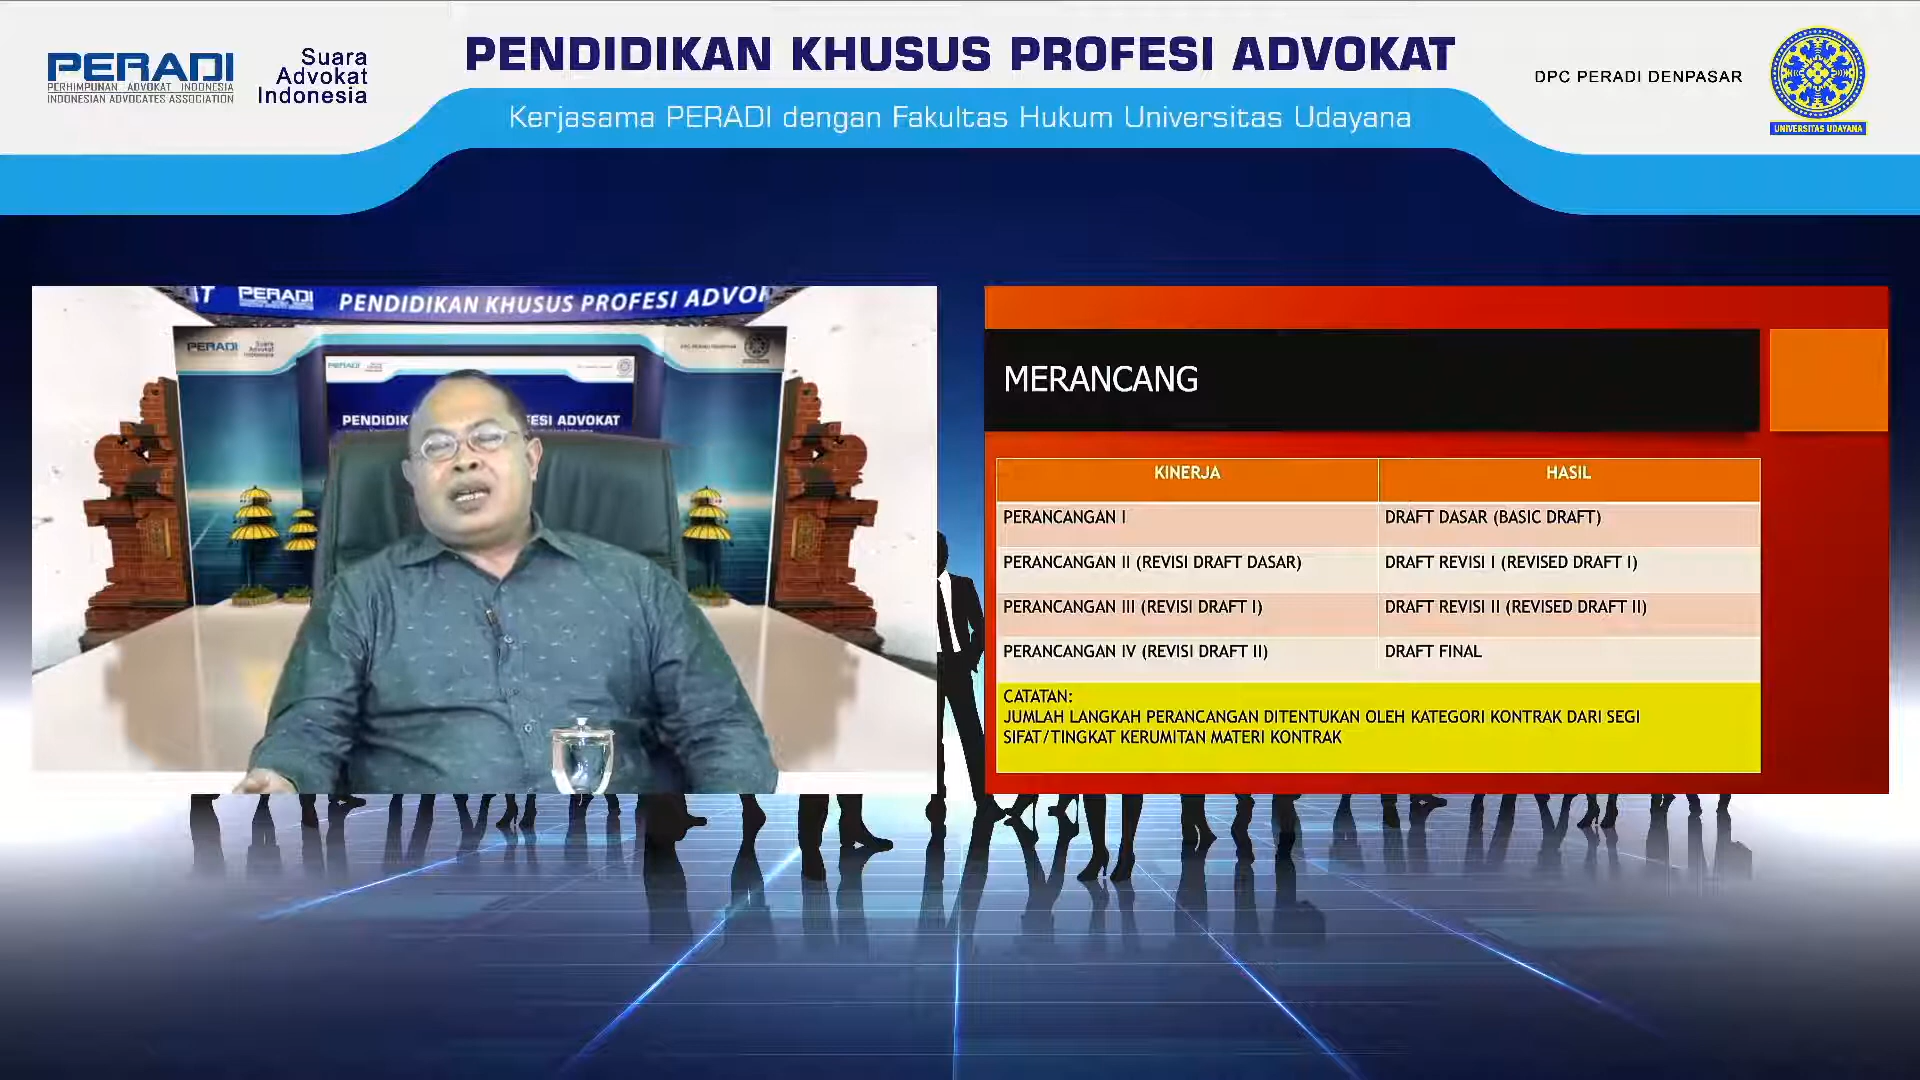 PERADI
PERHIMPUNAN ADVOKAT INDONESIA
INDONESIAN ADVOCATES ASSOCIATION
Suara
Advokat
Indonesia
PENDIDIKAN KHUSUS PROFESI ADVOKAT
Kerjasama PERADI dengan Fakultas Hukum Universitas Udayana
DPC PERADI DENPASAR
UNIVERSITAS UDAYANA
PERADI
PENDIDIKAN KHUSUS PROFESI
PERADI
Suara
Advokat
Indonesia
PERADI
ESI ADVOKAT
MERANCANG
KINERJA HASIL
PERANCANGAN I DRAFT DASAR (BASIC DRAFT)
PERANCANGAN II (REVISI DRAFT DASAR) DRAFT REVISI I (REVISED DRAFT I)
PERANCANGAN III (REVISI DRAFT I) DRAFT REVISI II (REVISED DRAFT II)
PERANCANGAN IV (REVISI DRAFT II) DRAFT FINAL
CATATAN:
JUMLAH LANGKAH PERANCANGAN DITENTUKAN OLEH KATEGORI KONTRAK DARI SEGI
SIFAT/TINGKAT KERUMITAN MATERI KONTRAK